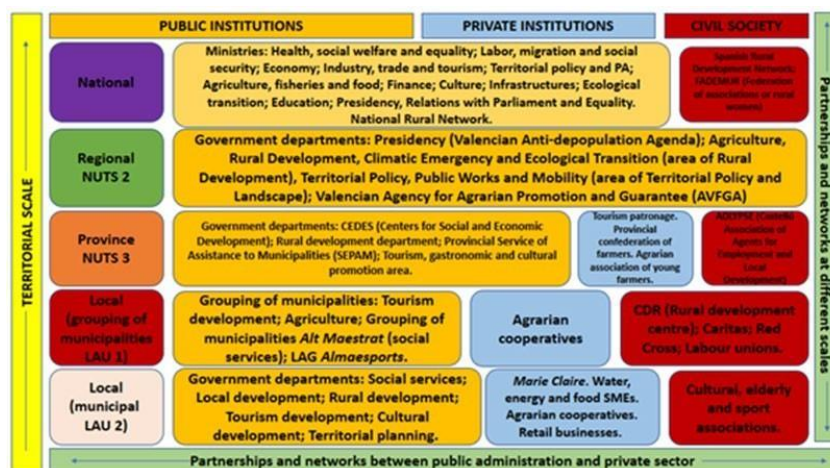 PUBLIC INSTITUTIONS
PRIVATE INSTITUTIONS
CIVIL SOCIETY
TERRITORIAL SCALE
National
Ministries: Health, social welfare and equality; Labor, migration and social
security; Economy; Industry, trade and tourism; Territorial policy and PA;
Agriculture, fisheries and food; Finance; Culture; Infrastructures; Ecological
transition; Education; Presidency, Relations with Parliament and Equality.
National Rural Network.
Spanish Rural
Development Network;
FADEMUR (Federation
of associations or rural
women)
Regional
NUTS 2
Government departments: Presidency (Valencian Anti-depopulation Agenda); Agriculture,
Rural Development, Climatic Emergency and Ecological Transition (area of Rural
Development), Territorial Policy, Public Works and Mobility (area of Territorial Policy and
Landscape); Valencian Agency for Agrarian Promotion and Guarantee (AVFGA)
Province
NUTS 3
Government departments: CEDES (Centers for Social and Economic
Development); Rural development department; Provincial Service of
Assistance to Municipalities (SEPAM); Tourism, gastronomic and cultural
promotion area.
Tourism patronage.
Provincial
confederation of
farmers. Agrarian
association of young
farmers.
Association of
Agents for
Employment and
Local
Development)
Local
(grouping of
municipalities
LAU 1)
Grouping of municipalities: Tourism
development; Agriculture; Grouping of
municipalities Alt Maestrat (social
services); LAG Almaesports.
Agrarian
cooperatives
CDR (Rural development
centre); Caritas; Red
Cross; Labour unions.
Local
(municipal
LAU 2)
Government departments: Social services;
Local development; Rural development;
Tourism development; Cultural
development; Territorial planning.
Marie Claire. Water,
energy and food SMEs.
Agrarian cooperatives.
Retail businesses.
Cultural, elderly
and sport
associations.
Partnerships and networks at different scales
Partnerships and networks between public administration and private sector